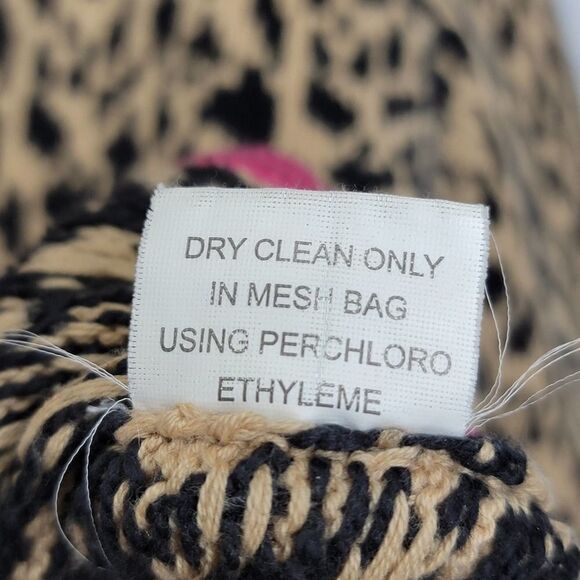 DRY CLEAN ONLY
IN MESH BAG
USING PERCHLORO
ETHYLEME